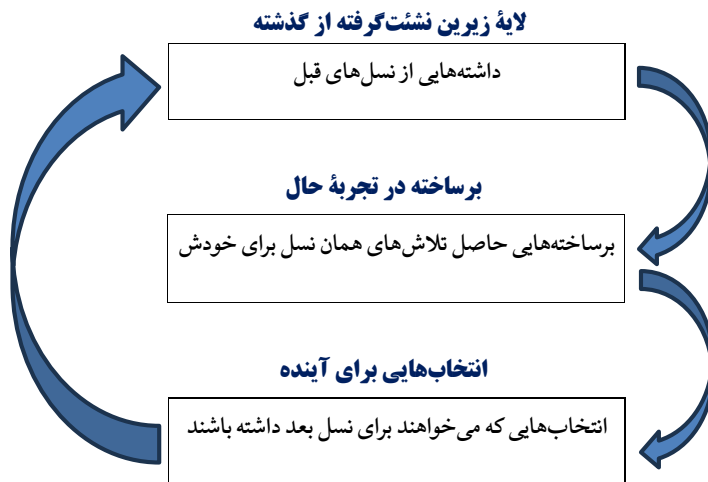 لایهٔ زیرین نشئت‌گرفته از گذشته
داشته‌هایی از نسل‌های قبل
برساخته در تجربهٔ حال
برساخته‌هایی حاصل تلاش‌های همان نسل برای خودش
انتخاب‌هایی برای آینده
انتخاب‌هایی که می‌خواهند برای نسل بعد داشته باشند